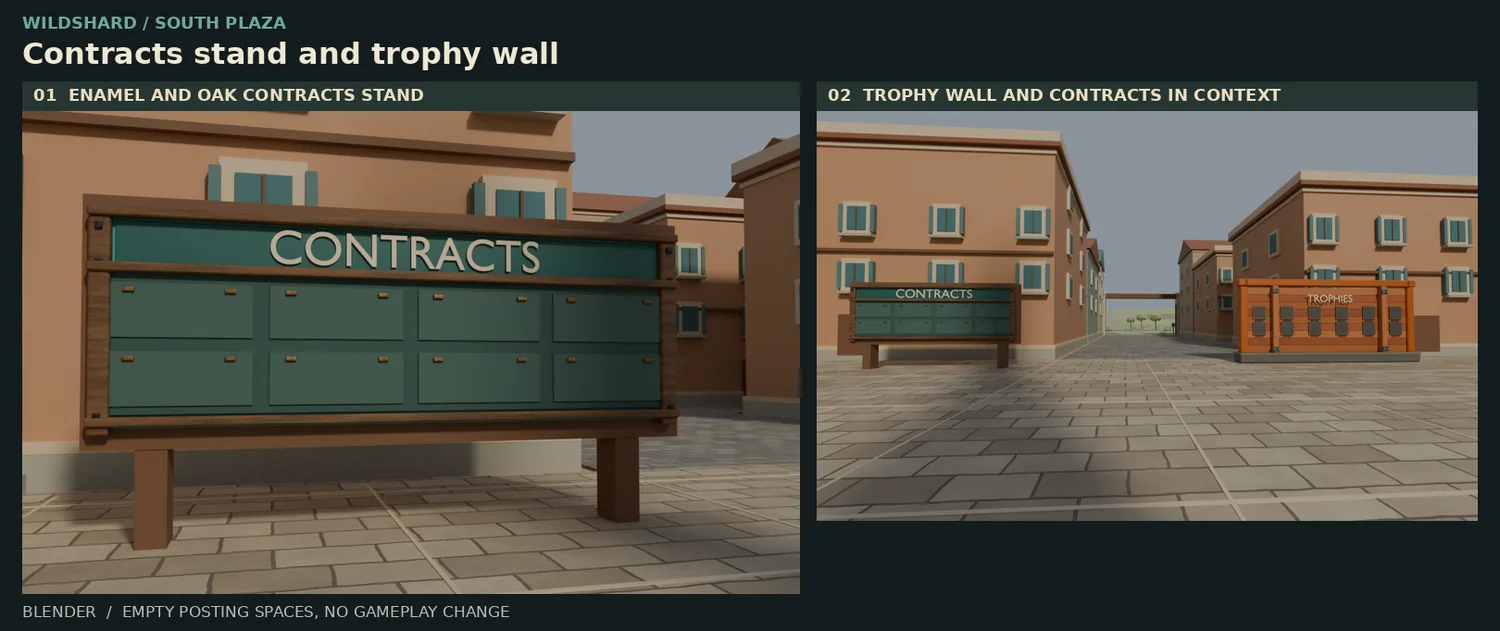 WILDSHARD / SOUTH PLAZA
Contracts stand and trophy wall
01 ENAMEL AND OAK CONTRACTS STAND
CONTRACTS
02 TROPHY WALL AND CONTRACTS IN CONTEXT
CONTRACTS
TROPHIES
BLENDER / EMPTY POSTING SPACES, NO GAMEPLAY CHANGE